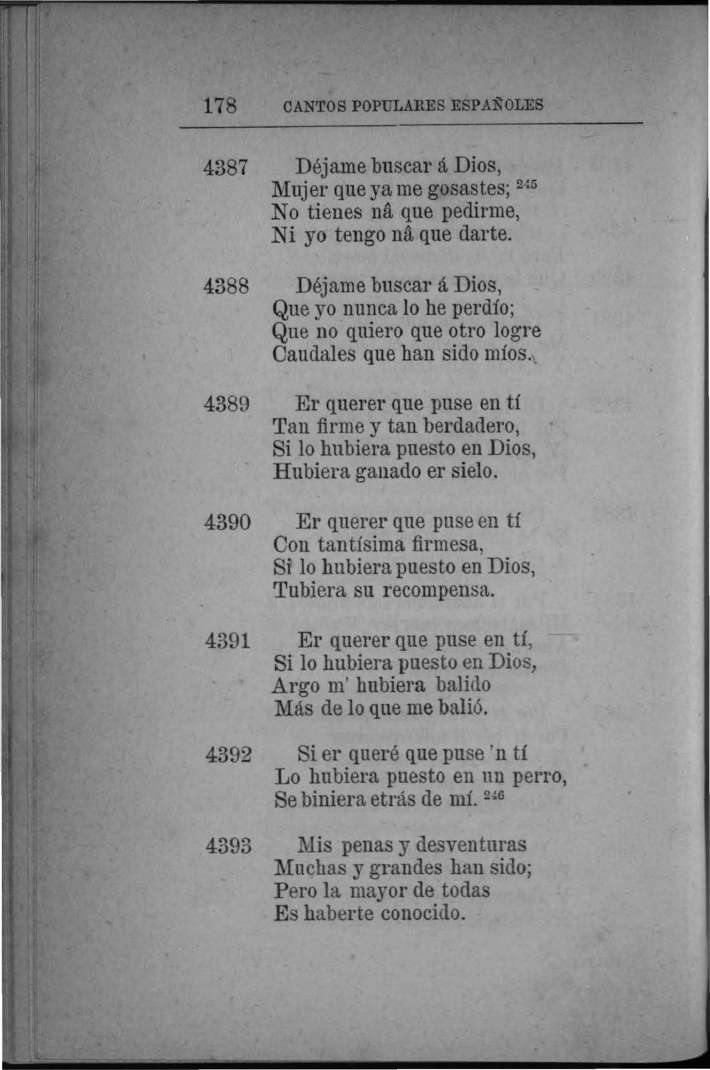 178 CANTOS POPULARES ESPAÑOLES
4387 Déjame buscar á Dios,
Mujer que ya me gosastes; 245
No tienes nâ que pedirme,
Ni yo tengo nâ que darte.
4388 Déjame buscar á Dios,
Que yo nunca lo he perdío;
Que no quiero que otro logre
Caudales que han sido míos.
4389 Er querer que puse en tí
Tan firme y tan berdadero,
Si lo hubiera puesto en Dios,
Hubiera ganado er sielo.
4390 Er querer que puse en tí
Con tantísima firmesa,
Si lo hubiera puesto en Dios,
Tubiera su recompensa.
4391 Er querer que puse en tí,
Si lo hubiera puesto en Dios,
Argo m' hubiera balido
Más de lo que me balió.
4392 Si er queré que puse 'n tí
Lo hubiera puesto en un perro,
Se biniera etrás de mí. 246
4393 Mis penas y desventuras
Muchas y grandes han sido;
Pero la mayor de todas
Es haberte conocido.